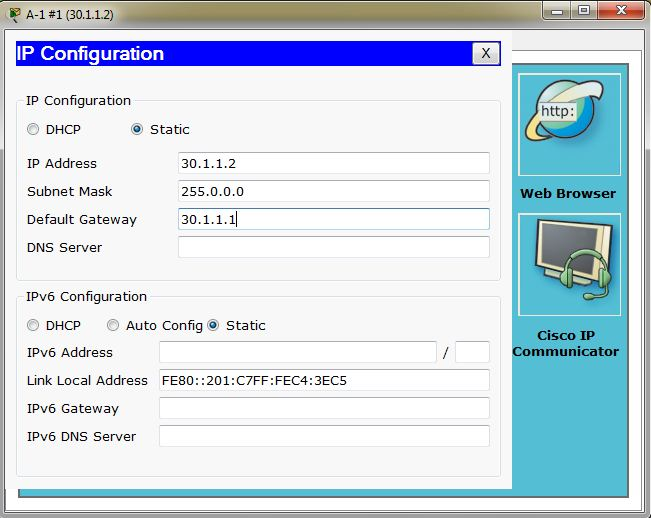 A-1 #1 (30.1.1.2)
IP Configuration
X
IP Configuration
DHCP
Static
IP Address
30.1.1.2
Subnet Mask
255.0.0.0
Default Gateway
30.1.1.1
DNS Server
IPv6 Configuration
DHCP
Auto Config
Static
IPv6 Address
/
Link Local Address
FE80::201:C7FF:FEC4:3EC5
IPv6 Gateway
IPv6 DNS Server
http:
Web Browser
Cisco IP
Communicator